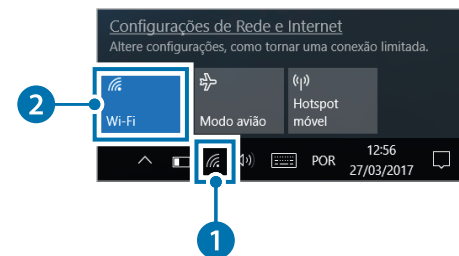 Configurações de Rede e Internet
Altere configurações, como tornar uma conexão limitada.
2
Wi-Fi
Modo avião
Hotspot
móvel
POR
12:56
27/03/2017
1